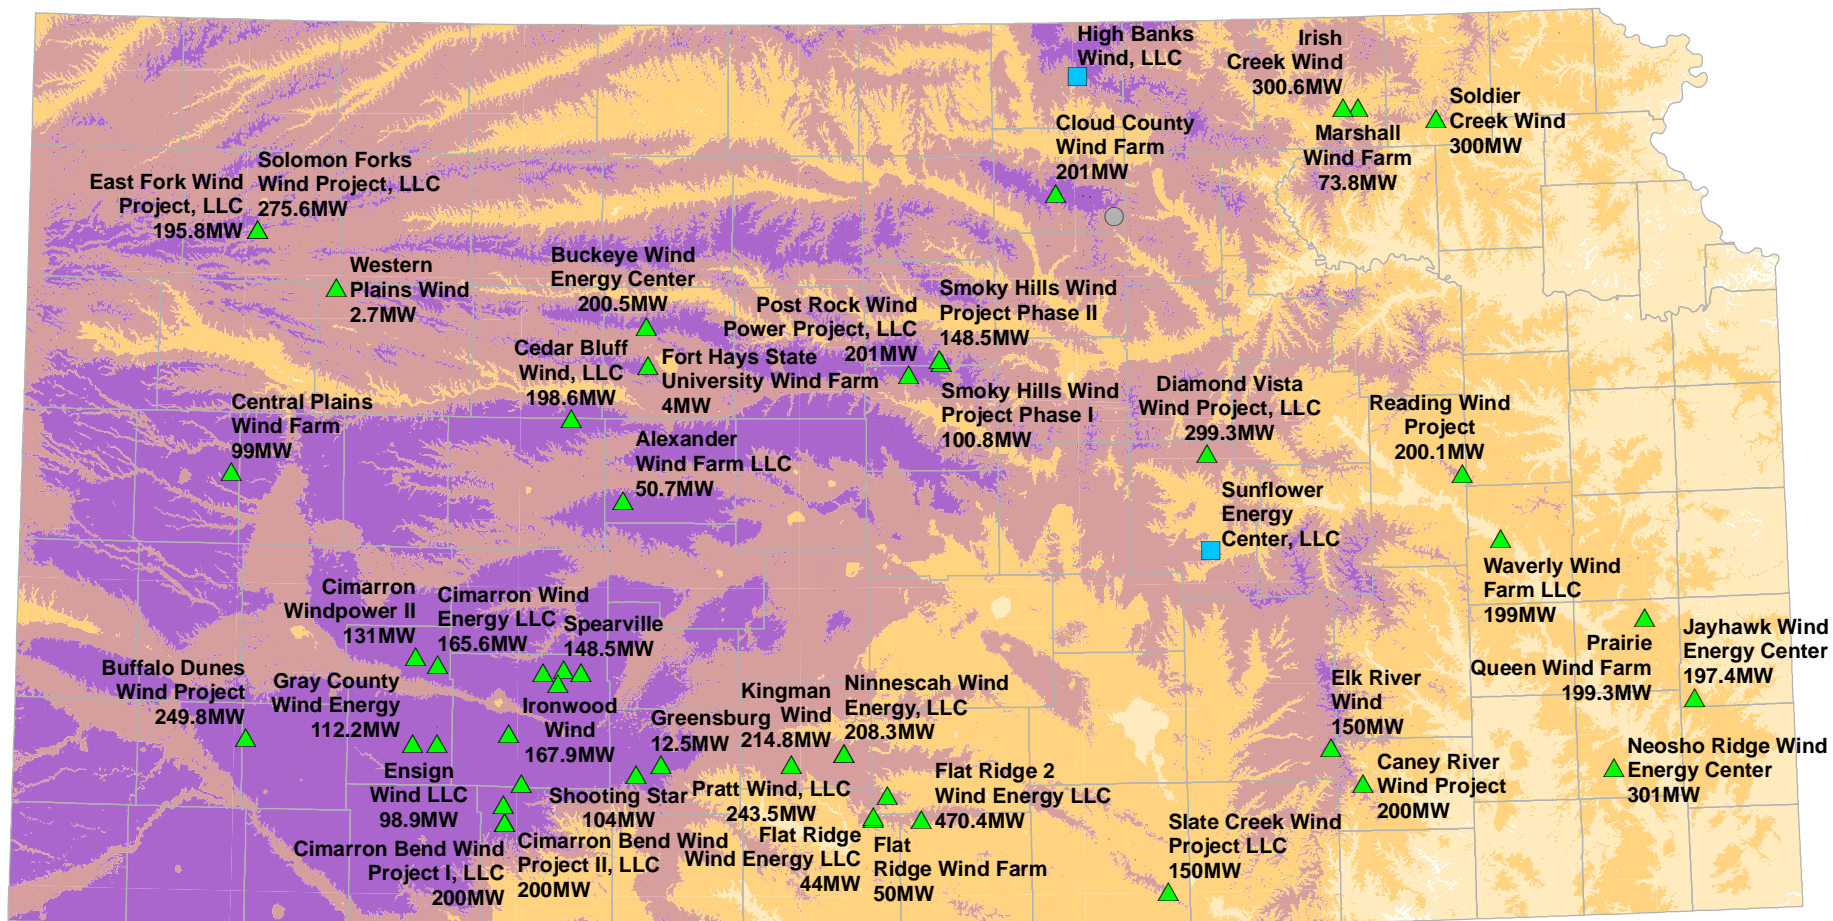 High Banks
Wind, LLC
Irish
Creek Wind
300.6MW
Soldier
Creek Wind
300MW
Marshall
Wind Farm
73.8MW
Cloud County
Wind Farm
201MW
Solomon Forks
Wind Project, LLC
275.6MW
East Fork Wind
Project, LLC
195.8MW
Western
Plains Wind
2.7MW
Buckeye Wind
Energy Center
200.5MW
Post Rock Wind
Power Project, LLC
201MW
Smoky Hills Wind
Project Phase II
148.5MW
Cedar Bluff
Wind, LLC
198.6MW
Fort Hays State
University Wind Farm
4MW
Smoky Hills Wind
Project Phase I
100.8MW
Diamond Vista
Wind Project, LLC
299.3MW
Reading Wind
Project
200.1MW
Central Plains
Wind Farm
99MW
Alexander
Wind Farm LLC
50.7MW
Sunflower
Energy
Center, LLC
Waverly Wind
Farm LLC
199MW
Cimarron
Windpower II
131MW
Cimarron Wind
Energy LLC
165.6MW
Spearville
148.5MW
Prairie
Queen Wind Farm
199.3MW
Jayhawk Wind
Energy Center
197.4MW
Buffalo Dunes
Wind Project
249.8MW
Gray County
Wind Energy
112.2MW
Ironwood
Wind
167.9MW
Greensburg
12.5MW
Kingman
Wind
214.8MW
Ninnescah Wind
Energy, LLC
208.3MW
Elk River
Wind
150MW
Caney River
Wind Project
200MW
Neosho Ridge Wind
Energy Center
301MW
Ensign
Wind LLC
98.9MW
Shooting Star
104MW
Pratt Wind, LLC
243.5MW
Flat Ridge 2
Wind Energy LLC
470.4MW
Cimarron Bend Wind
Project I, LLC
200MW
Cimarron Bend Wind
Project II, LLC
200MW
Flat Ridge
Wind Energy LLC
44MW
Flat
Ridge Wind Farm
50MW
Slate Creek Wind
Project LLC
150MW